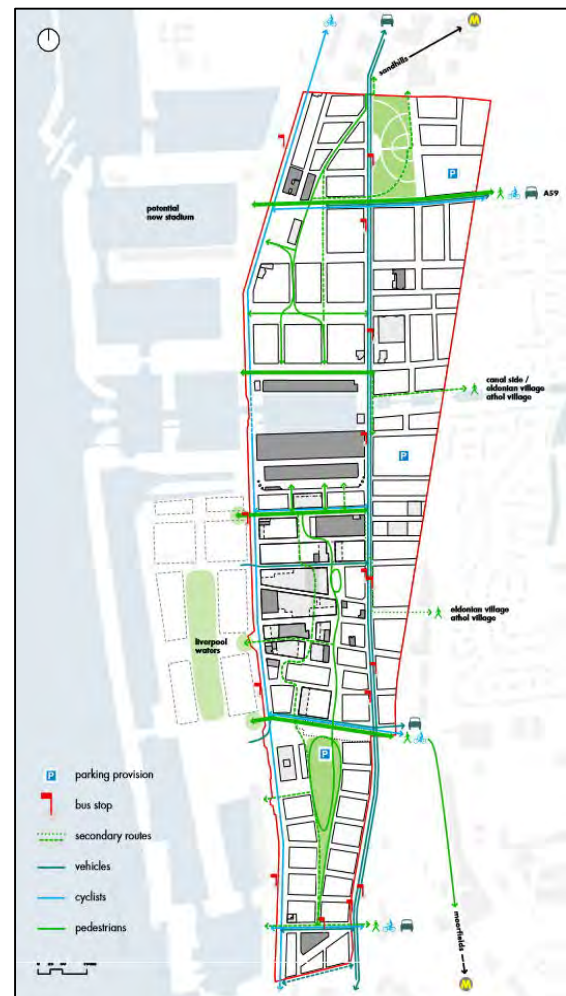 M
sandhills
P
potential
new stadium
A59
canal side /
eldonian village
athol village
P
eldonian village
athol village
liverpool
waters
P
P parking provision
bus stop
secondary routes
vehicles
cyclists
pedestrians
moorfields
M